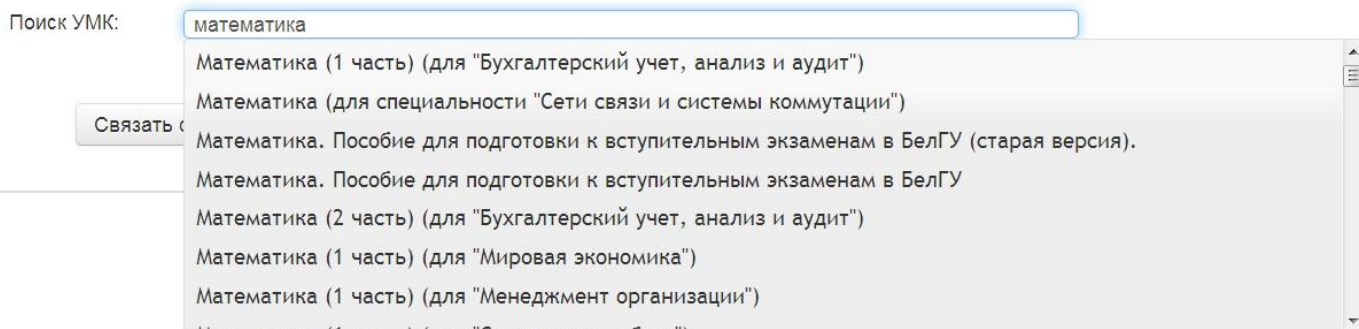 Поиск УМК: математика
Математика (1 часть) (для "Бухгалтерский учет, анализ и аудит")
Математика (для специальности "Сети связи и системы коммутации")
Связать с
Математика. Пособие для подготовки к вступительным экзаменам в БелГУ (старая версия).
Математика. Пособие для подготовки к вступительным экзаменам в БелГУ
Математика (2 часть) (для "Бухгалтерский учет, анализ и аудит")
Математика (1 часть) (для "Мировая экономика")
Математика (1 часть) (для "Менеджмент организации")